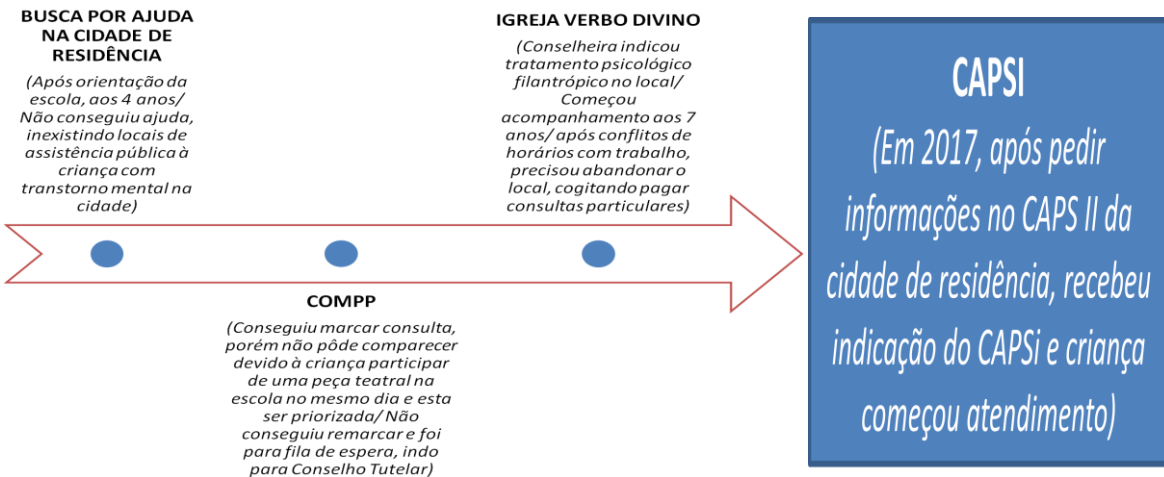 BUSCA POR AJUDA
NA CIDADE DE
RESIDÊNCIA
(Após orientação da
escola, aos 4 anos/
Não conseguiu ajuda,
inexistindo locais de
assistência pública à
criança com
transtorno mental na
cidade)
COMPP
(Conseguiu marcar consulta,
porém não pôde comparecer
devido à criança participar
de uma peça teatral na
escola no mesmo dia e esta
ser priorizada/ Não
conseguiu remarcar e foi
para fila de espera, indo
para Conselho Tutelar)
IGREJA VERBO DIVINO
(Conselheira indicou
tratamento psicológico
filantrópico no local/
Começou
acompanhamento aos 7
anos/ após conflitos de
horários com trabalho,
precisou abandonar o
local, cogitando pagar
consultas particulares)
CAPSI
(Em 2017, após pedir
informações no CAPS II da
cidade de residência, recebeu
indicação do CAPSi e criança
começou atendimento)